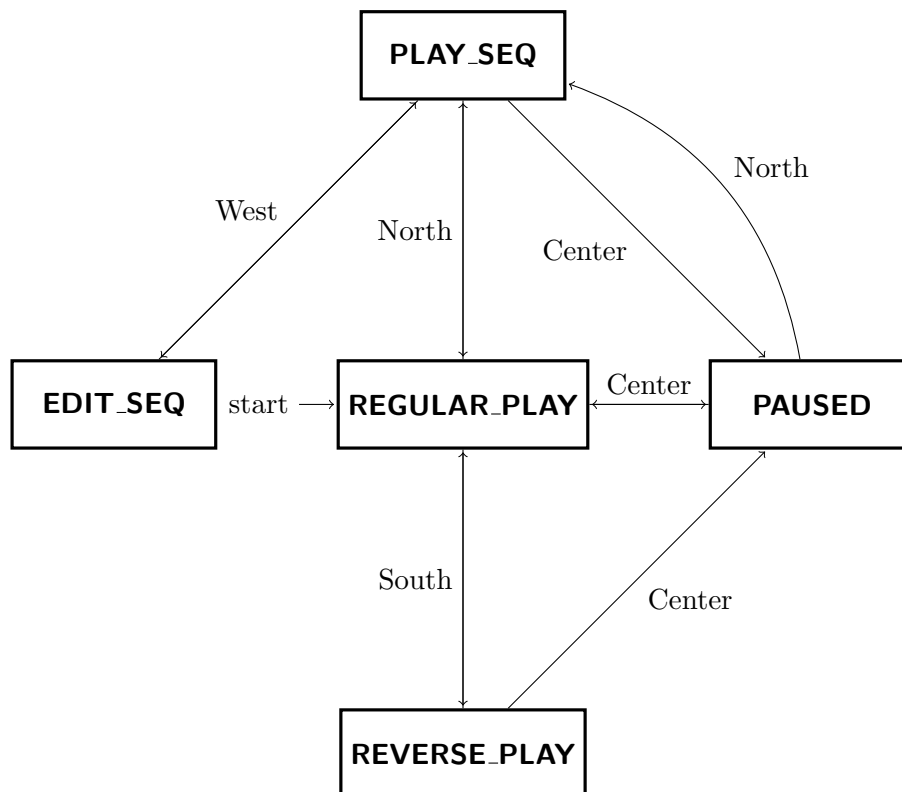 PLAY_SEQ
North
West
North
Center
EDIT_SEQ
start
REGULAR_PLAY
Center
PAUSED
South
Center
REVERSE_PLAY